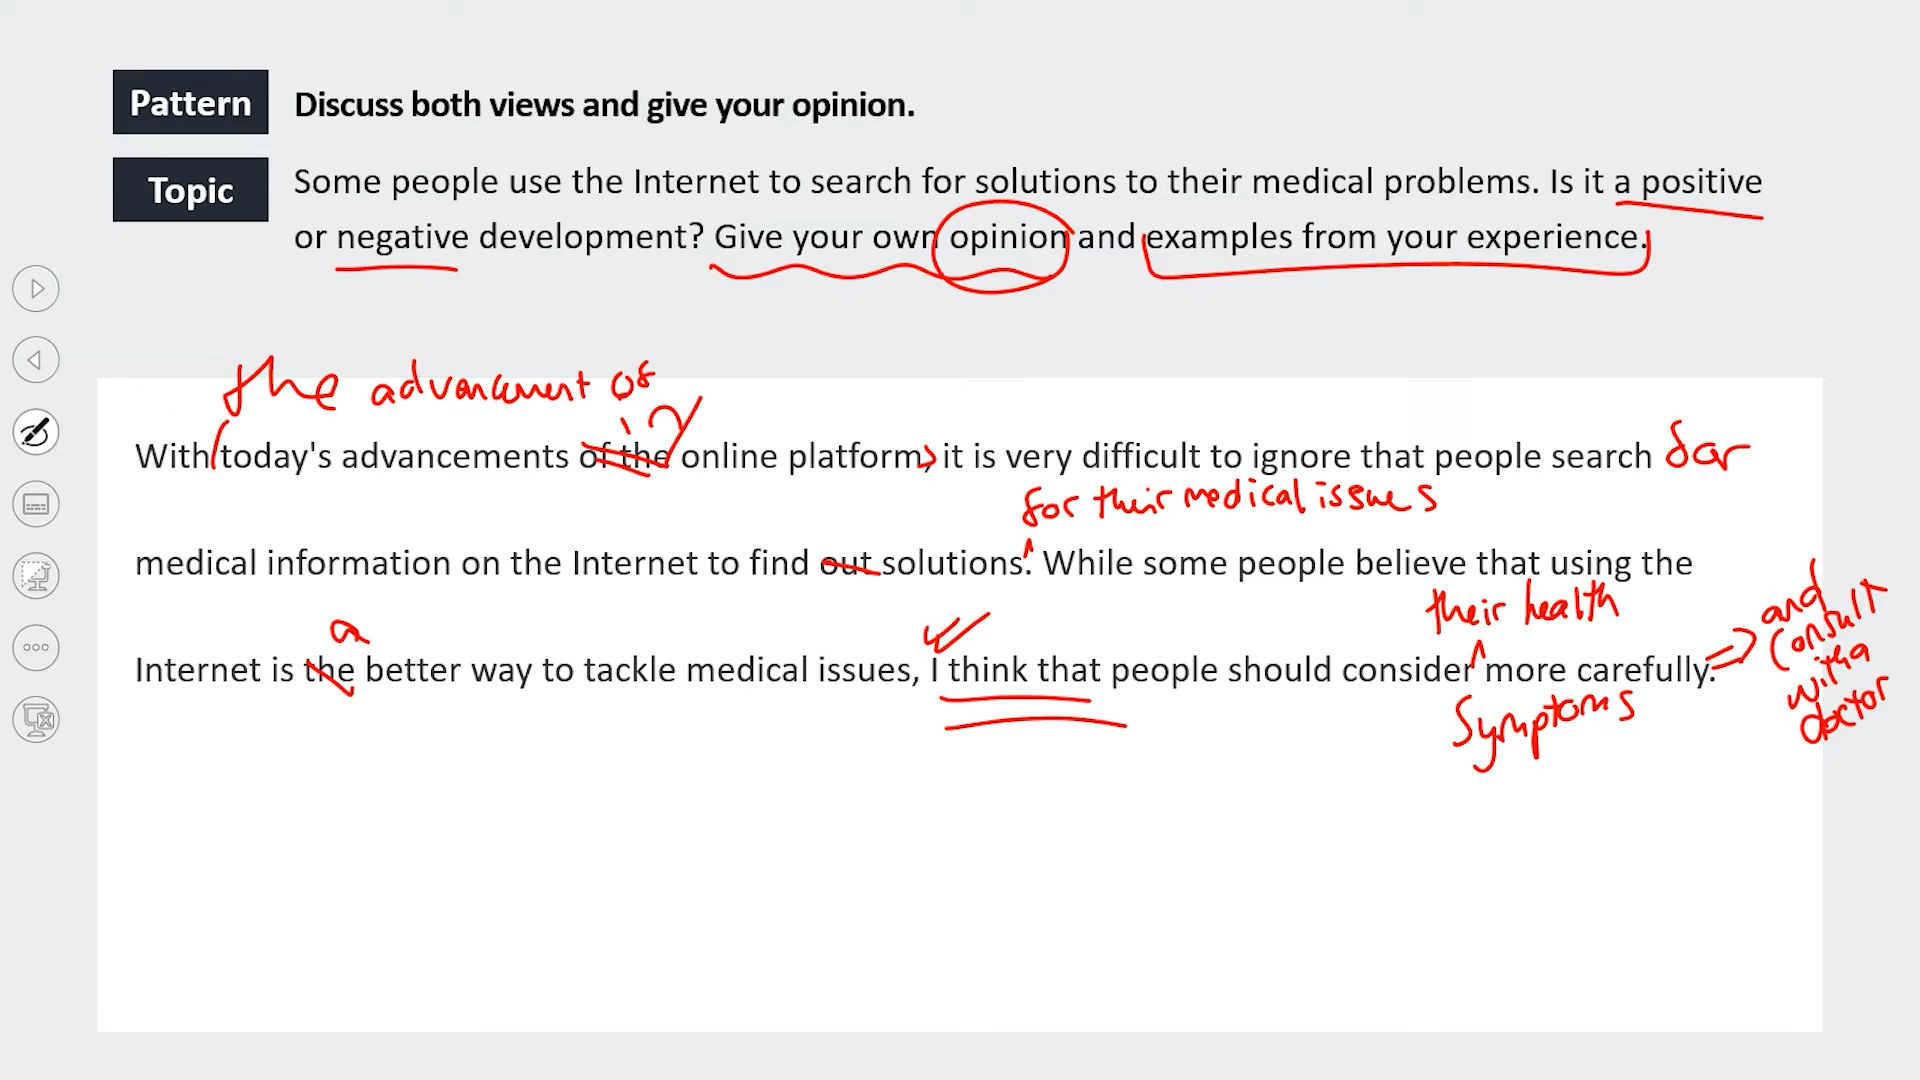 Pattern Discuss both views and give your opinion.
Topic Some people use the Internet to search for solutions to their medical problems. Is it a positive
or negative development? Give your own opinion and examples from your experience.
the advancement of
in
With today's advancements of the online platform, it is very difficult to ignore that people search for
for their medical issues
medical information on the Internet to find out solutions. While some people believe that using the
their health
and
consult
a
Internet is the better way to tackle medical issues, I think that people should consider more carefully.
with a
symptoms
doctor